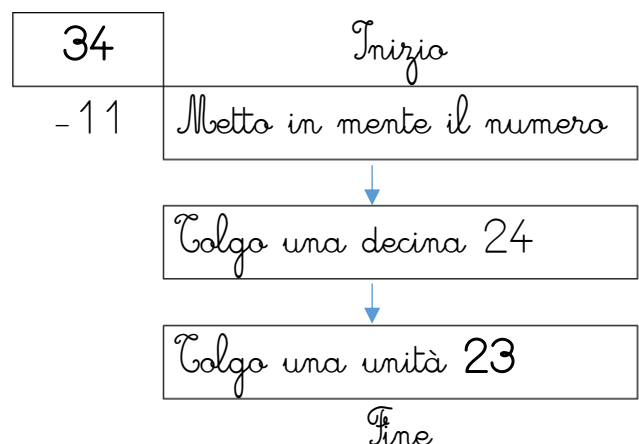 34 Inizio
-11 Metto in mente il numero
Tolgo una decina 24
Tolgo una unità 23
Fine